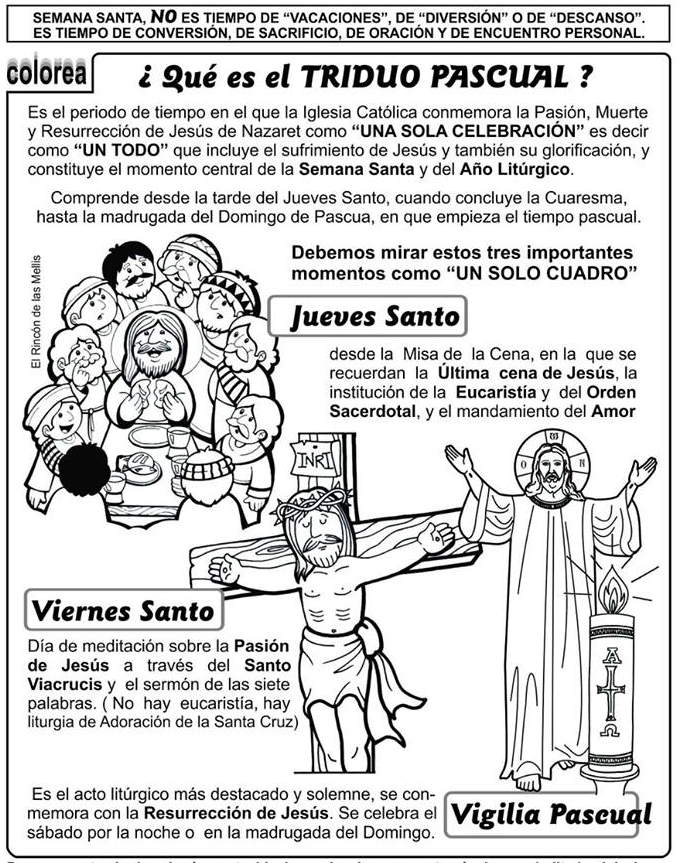 SEMANA SANTA, NO ES TIEMPO DE “VACACIONES”, DE “DIVERSIÓN” O DE “DESCANSO”.
ES TIEMPO DE CONVERSIÓN, DE SACRIFICIO, DE ORACIÓN Y DE ENCUENTRO PERSONAL.
colorea
¿ Qué es el TRIDUO PASCUAL ?
Es el periodo de tiempo en el que la Iglesia Católica conmemora la Pasión, Muerte
y Resurrección de Jesús de Nazaret como “UNA SOLA CELEBRACIÓN” es decir
como “UN TODO” que incluye el sufrimiento de Jesús y también su glorificación, y
constituye el momento central de la Semana Santa y del Año Litúrgico.
Comprende desde la tarde del Jueves Santo, cuando concluye la Cuaresma,
hasta la madrugada del Domingo de Pascua, en que empieza el tiempo pascual.
El Rincón de las Mellis
Debemos mirar estos tres importantes
momentos como “UN SOLO CUADRO”
Jueves Santo
desde la Misa de la Cena, en la que se
recuerdan la Última cena de Jesús, la
institución de la Eucaristía y del Orden
Sacerdotal, y el mandamiento del Amor
INRI
O
N
Viernes Santo
Día de meditación sobre la Pasión
de Jesús a través del Santo
Viacrucis y el sermón de las siete
palabras. ( No hay eucaristía, hay
liturgia de Adoración de la Santa Cruz)
Α
Ω
Es el acto litúrgico más destacado y solemne, se con-
memora con la Resurrección de Jesús. Se celebra el
sábado por la noche o en la madrugada del Domingo.
Vigilia Pascual